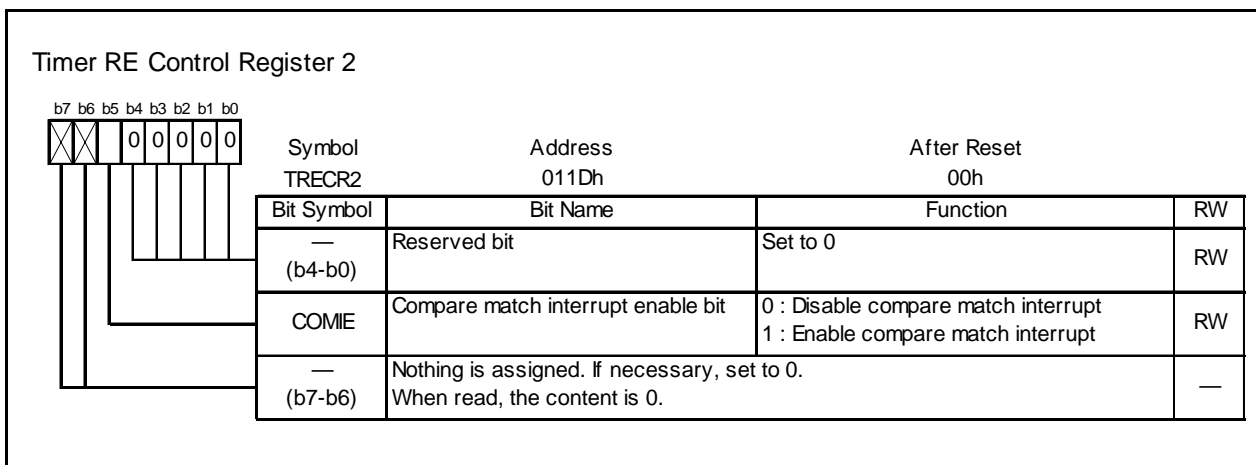 Timer RE Control Register 2
b7 b6 b5 b4 b3 b2 b1 b0
0 0 0 0 0
Symbol Address After Reset
TRECR2 011Dh 00h
Bit Symbol Bit Name Function RW
— Reserved bit Set to 0 RW
(b4-b0)
COMIE Compare match interrupt enable bit 0 : Disable compare match interrupt RW
1 : Enable compare match interrupt
— Nothing is assigned. If necessary, set to 0. —
(b7-b6) When read, the content is 0.